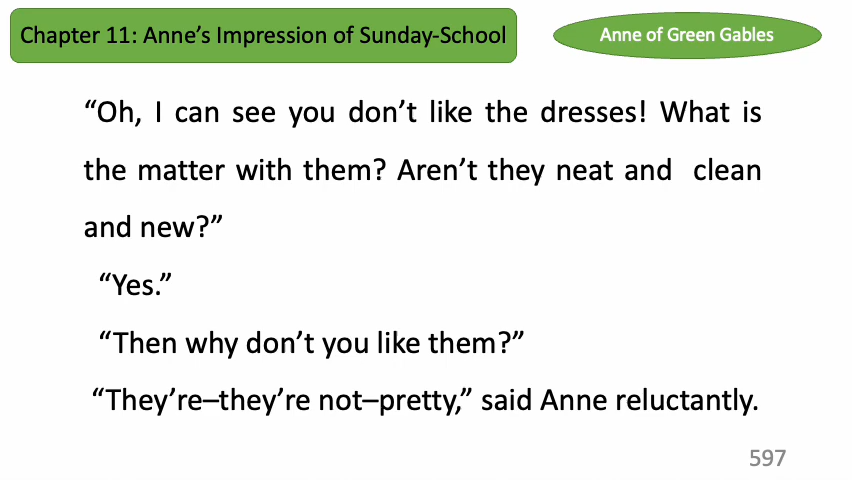 Chapter 11: Anne’s Impression of Sunday-School
Anne of Green Gables
“Oh, I can see you don’t like the dresses! What is
the matter with them? Aren’t they neat and  clean
and new?”
“Yes.”
“Then why don’t you like them?”
“They’re–they’re not–pretty,” said Anne reluctantly.
597